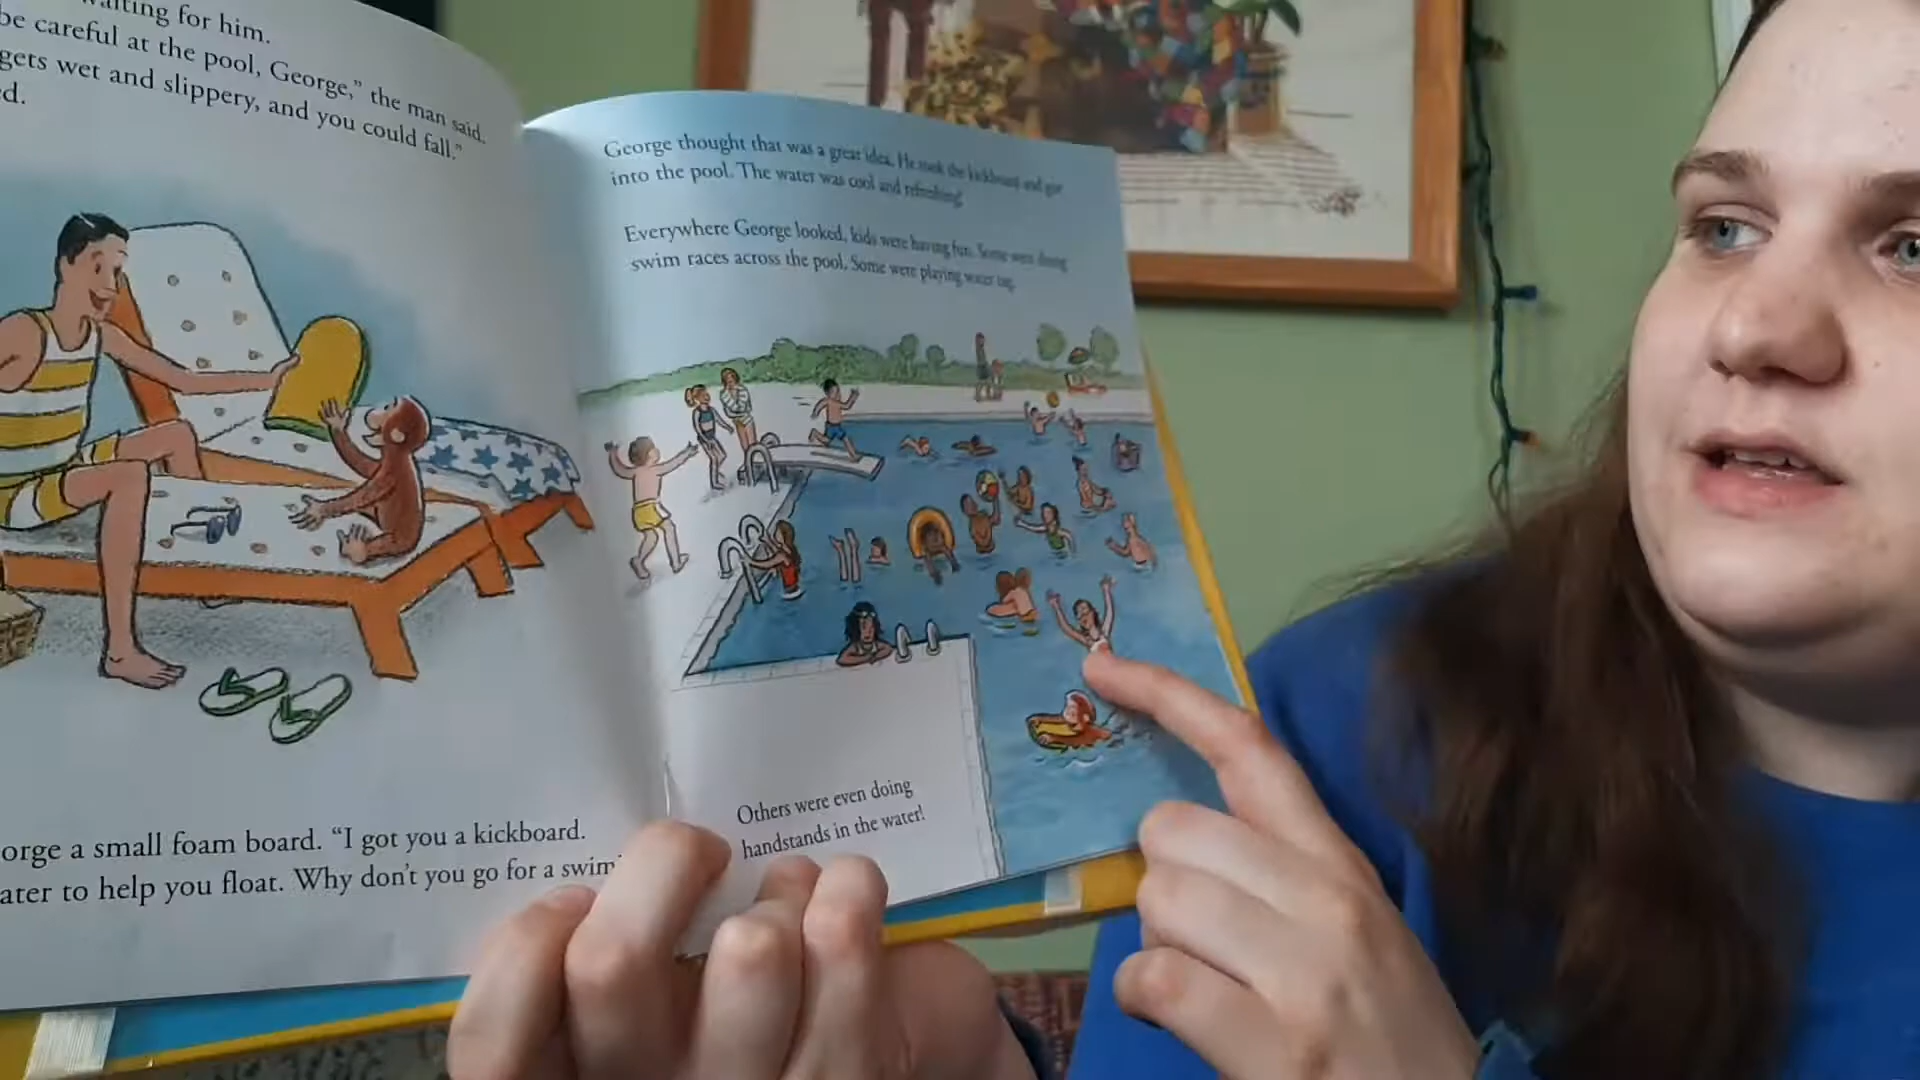 waiting for him.
be careful at the pool, George," the man said.
gets wet and slippery, and you could fall."
ed.
orge a small foam board. "I got you a kickboard.
ater to help you float. Why don't you go for a swim
George thought that was a great idea. He took the kickboard and got
into the pool. The water was cool and refreshing.
Everywhere George looked, kids were having fun. Some were doing
swim races across the pool. Some were playing water tag.
Others were even doing
handstands in the water!